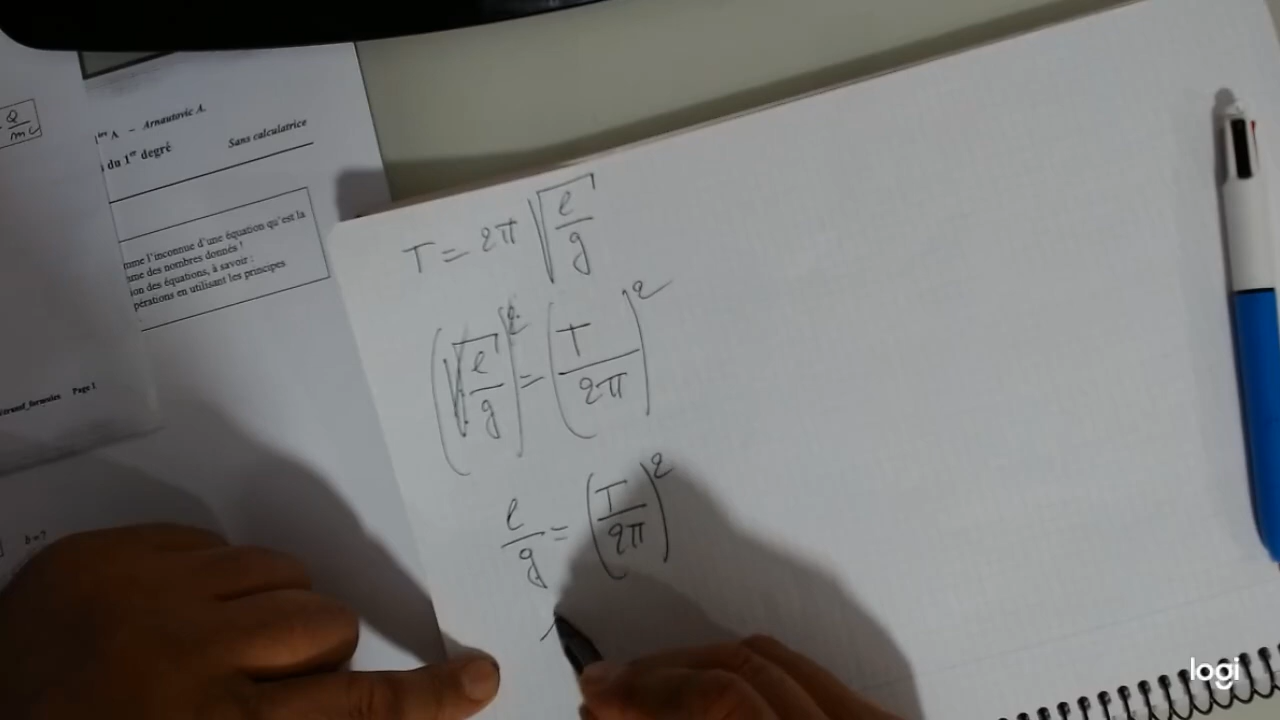 Q/mc
A - Arnautovic A.
du 1er degré
Sans calculatrice
mme l'inconnue d'une équation qu'est la
me des nombres donnés !
ion des équations, à savoir :
pérations en utilisant les principes
transf_formules Page 1
b=?
T = 2π √(l/g)
(√(l/g))² = (T/2π)²
l/g = (T/2π)²
logi